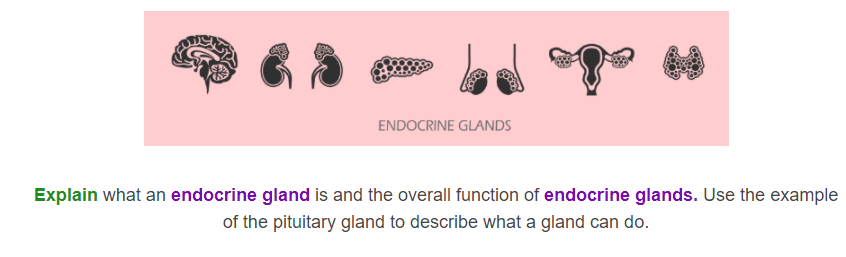 ENDOCRINE GLANDS
Explain what an endocrine gland is and the overall function of endocrine glands. Use the example
of the pituitary gland to describe what a gland can do.